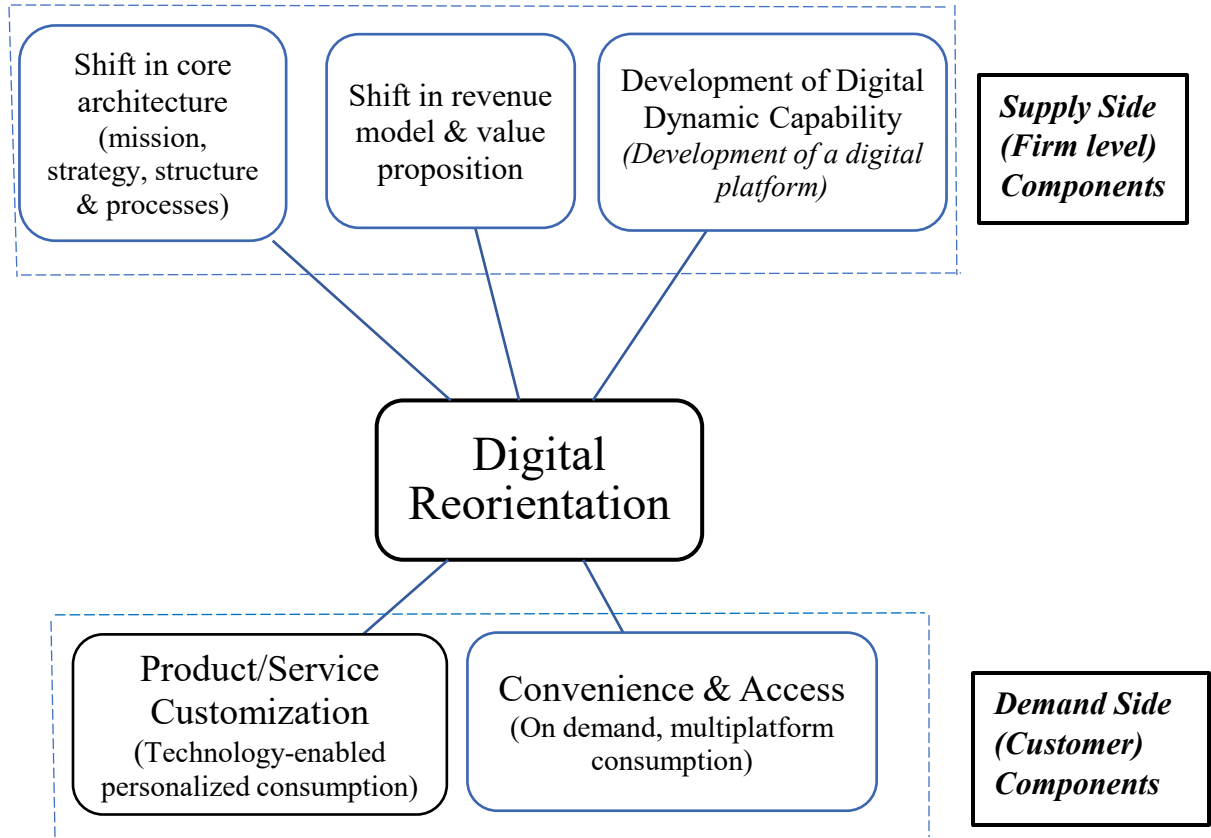 Shift in core
architecture
(mission,
strategy, structure
& processes)
Shift in revenue
model & value
proposition
Development of Digital
Dynamic Capability
(Development of a digital
platform)
Supply Side
(Firm level)
Components
Digital
Reorientation
Product/Service
Customization
(Technology-enabled
personalized consumption)
Convenience & Access
(On demand, multiplatform
consumption)
Demand Side
(Customer)
Components